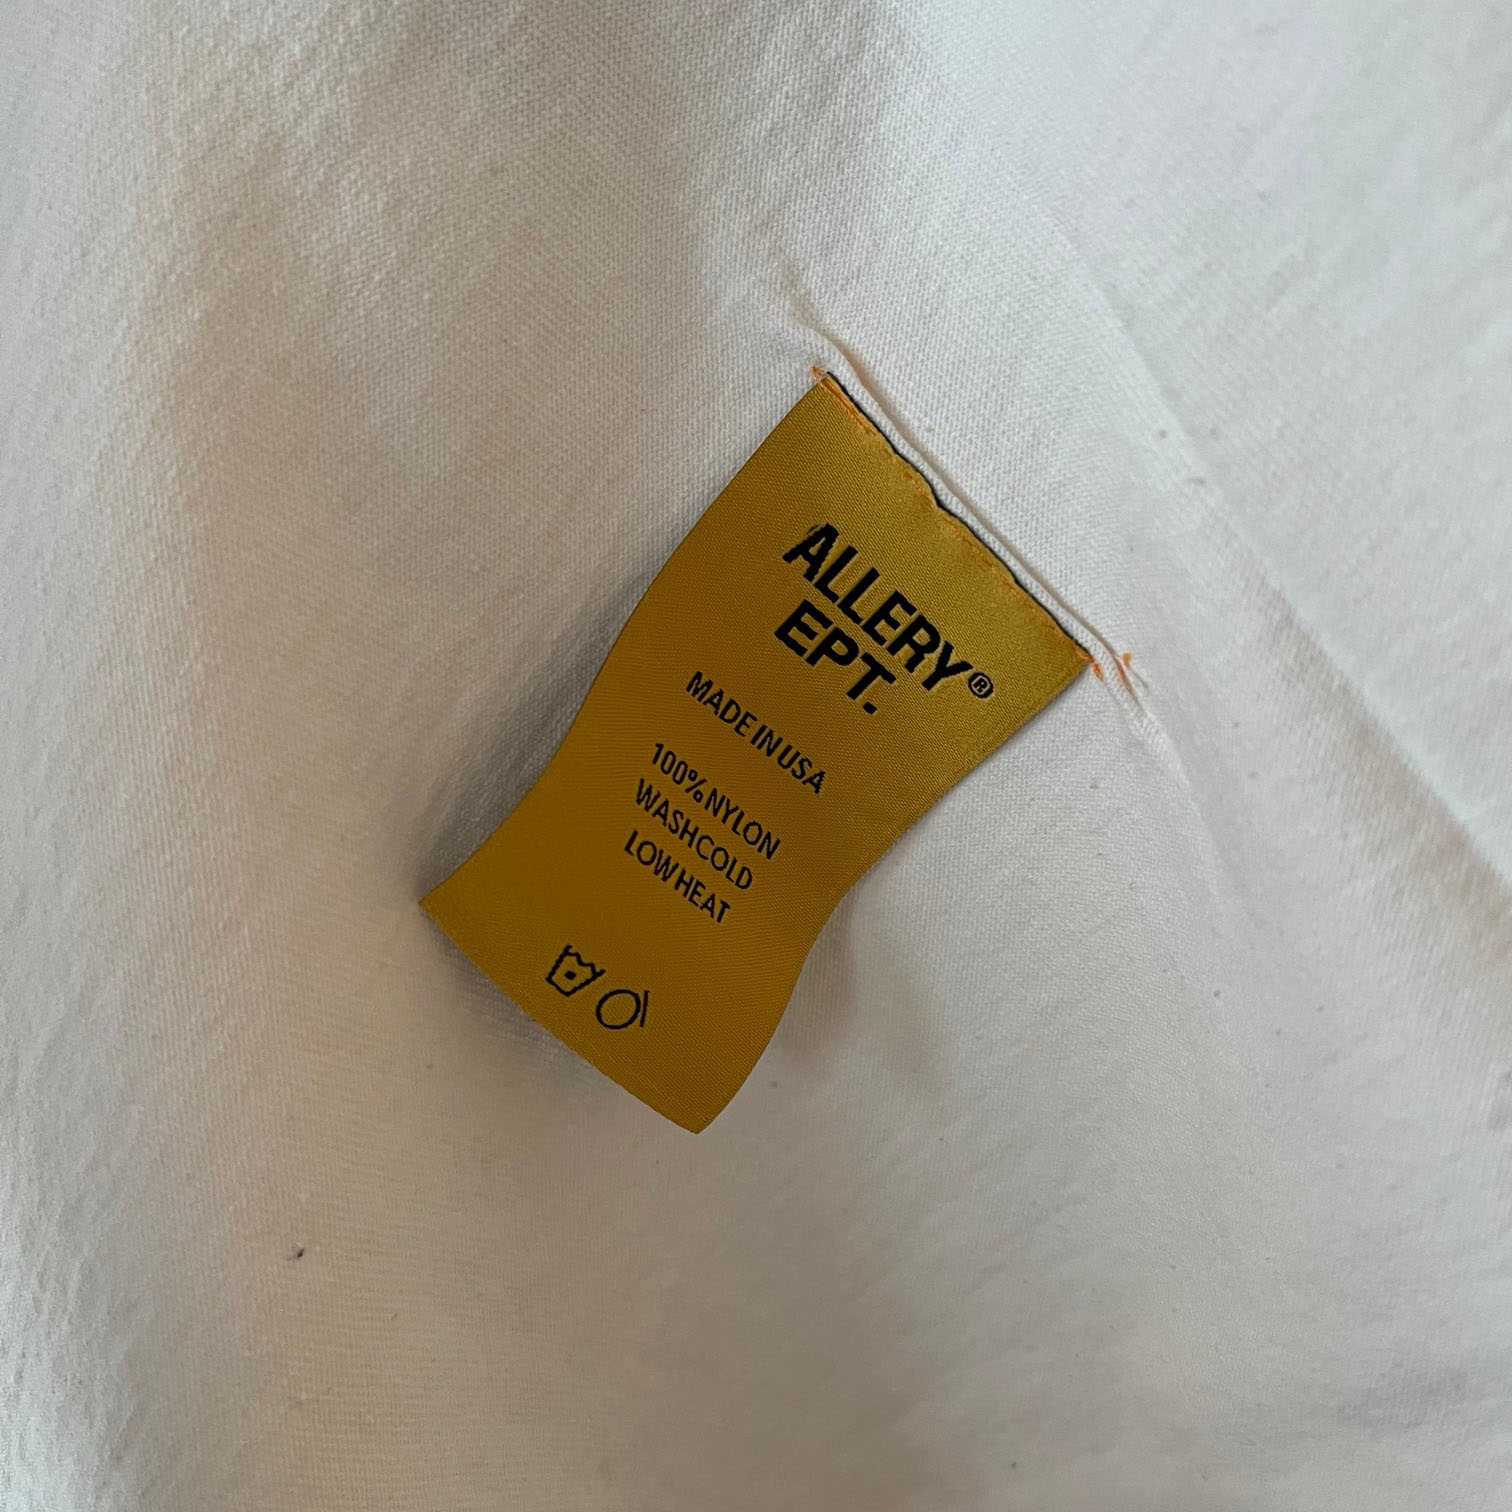 ALLERY®
EPT.
MADE IN USA
100% NYLON
WASH COLD
LOW HEAT